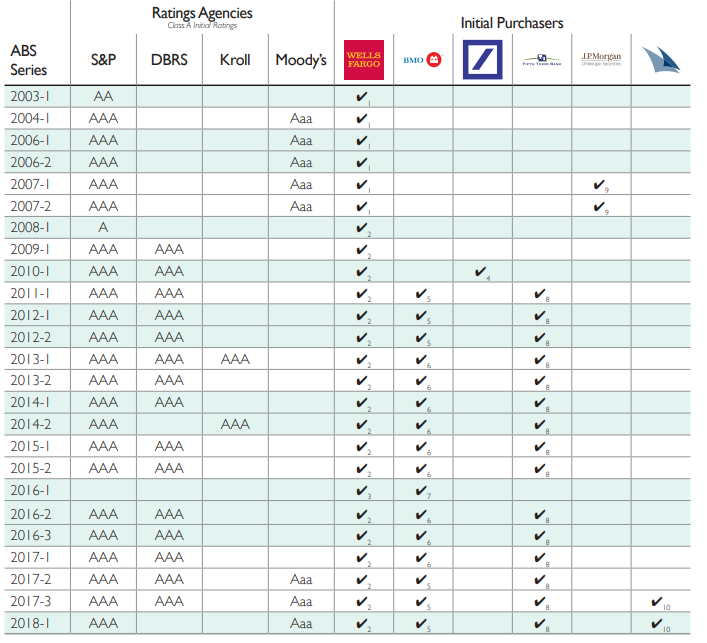 Ratings Agencies
Class A Initial Ratings
Initial Purchasers
ABS Series S&P DBRS Kroll Moody's WELLS FARGO BMO FIFTH THIRD BANK J.P.Morgan JPMorgan Securities
2003-1 AA ✔1
2004-1 AAA Aaa ✔1
2006-1 AAA Aaa ✔1
2006-2 AAA Aaa ✔1
2007-1 AAA Aaa ✔1 ✔9
2007-2 AAA Aaa ✔1 ✔9
2008-1 A ✔2
2009-1 AAA AAA ✔2
2010-1 AAA AAA ✔2 ✔4
2011-1 AAA AAA ✔2 ✔5 ✔8
2012-1 AAA AAA ✔2 ✔5 ✔8
2012-2 AAA AAA ✔2 ✔5 ✔8
2013-1 AAA AAA AAA ✔2 ✔6 ✔8
2013-2 AAA AAA ✔2 ✔6 ✔8
2014-1 AAA AAA ✔2 ✔6 ✔8
2014-2 AAA AAA ✔2 ✔6 ✔8
2015-1 AAA AAA ✔2 ✔6 ✔8
2015-2 AAA AAA ✔2 ✔6 ✔8
2016-1 ✔3 ✔7
2016-2 AAA AAA ✔2 ✔6 ✔8
2016-3 AAA AAA ✔2 ✔6 ✔8
2017-1 AAA AAA ✔2 ✔6 ✔8
2017-2 AAA AAA Aaa ✔2 ✔5 ✔8
2017-3 AAA AAA Aaa ✔2 ✔5 ✔8 ✔10
2018-1 AAA Aaa ✔2 ✔5 ✔8 ✔10